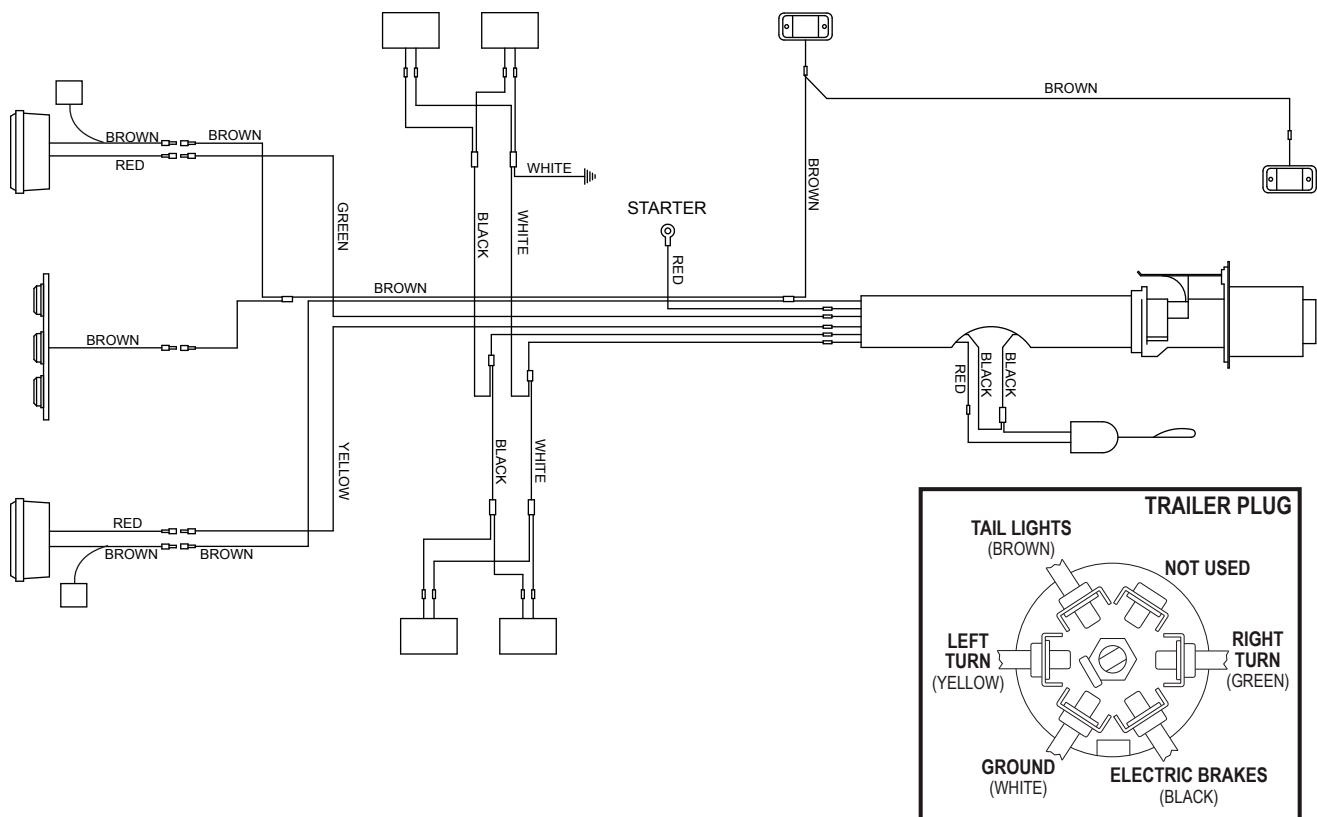 BROWN
BROWN
BROWN
RED
WHITE
BROWN
STARTER
GREEN
BLACK
WHITE
RED
BROWN
BROWN
RED
BLACK
BLACK
YELLOW
BLACK
WHITE
RED
BROWN
BROWN
TRAILER PLUG
TAIL LIGHTS
(BROWN)
NOT USED
LEFT
TURN
(YELLOW)
RIGHT
TURN
(GREEN)
GROUND
(WHITE)
ELECTRIC BRAKES
(BLACK)